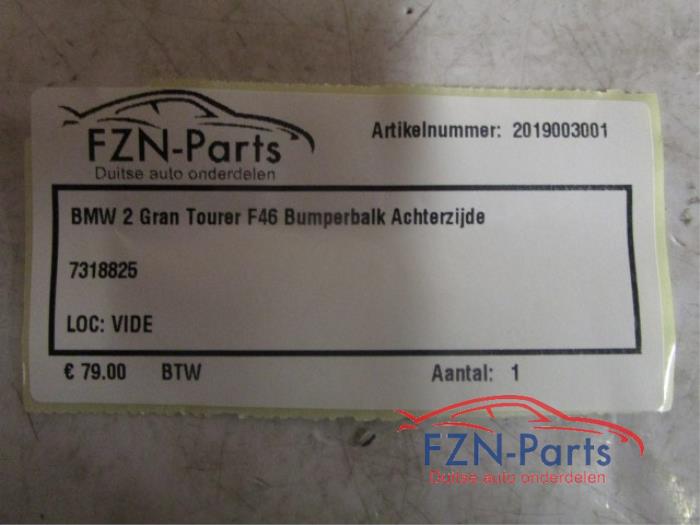 FZN-Parts
Duitse auto onderdelen
Artikelnummer: 2019003001
BMW 2 Gran Tourer F46 Bumperbalk Achterzijde
7318825
LOC: VIDE
€ 79.00 BTW Aantal: 1
FZN-Parts
Duitse auto onderdelen